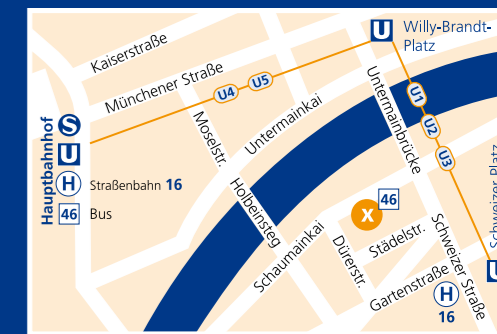 Willy-Brandt-
Platz
U
Kaiserstraße
Münchener Straße
U4
U5
U1
U2
U3
Untermainkai
Untermainbrücke
Moselstr.
Hauptbahnhof
S
U
H Straßenbahn 16
46 Bus
Holbeinsteg
Schaumainkai
X
46
Städelstr.
Dürerstr.
Gartenstraße
Schweizer Straße
Schweizer Platz
U
H
16